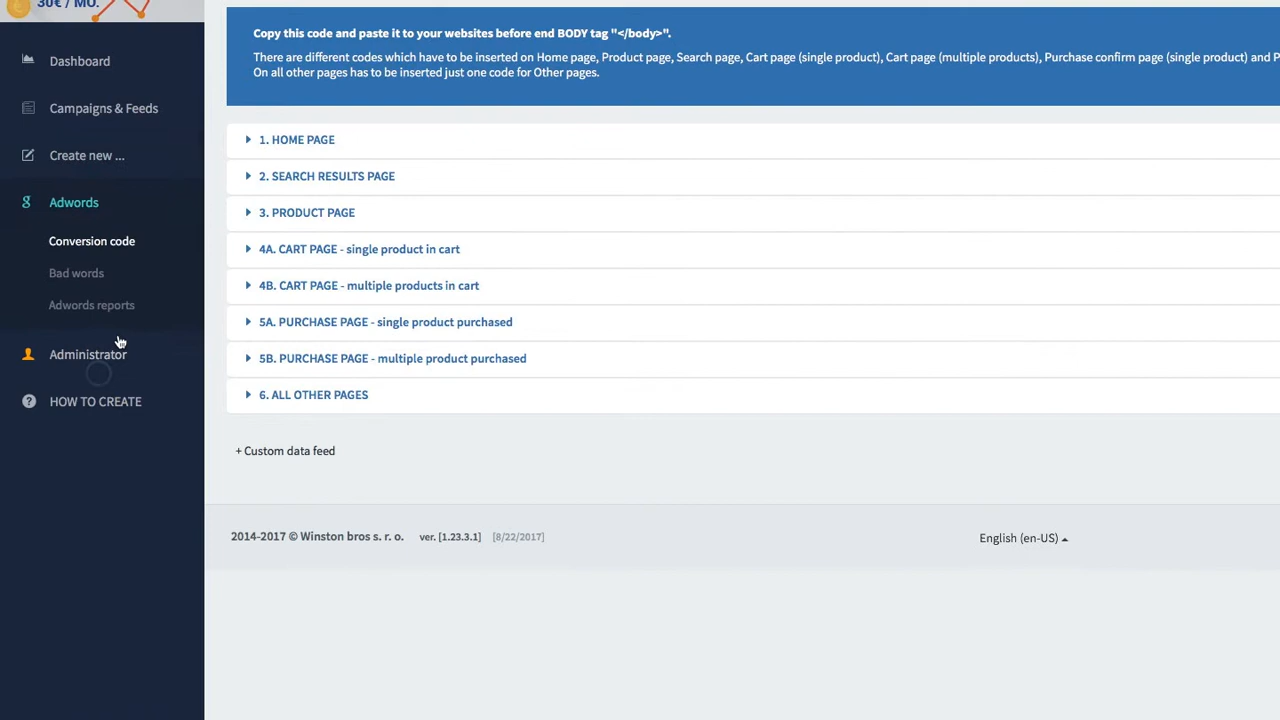 30€ / MO.
Dashboard
Campaigns & Feeds
Create new ...
Adwords
Conversion code
Bad words
Adwords reports
Administrator
HOW TO CREATE
Copy this code and paste it to your websites before end BODY tag "</body>".
There are different codes which have to be inserted on Home page, Product page, Search page, Cart page (single product), Cart page (multiple products), Purchase confirm page (single product) and P
On all other pages has to be inserted just one code for Other pages.
1. HOME PAGE
2. SEARCH RESULTS PAGE
3. PRODUCT PAGE
4A. CART PAGE - single product in cart
4B. CART PAGE - multiple products in cart
5A. PURCHASE PAGE - single product purchased
5B. PURCHASE PAGE - multiple product purchased
6. ALL OTHER PAGES
+ Custom data feed
2014-2017 © Winston bros s. r. o. ver. [1.23.3.1] [8/22/2017]
English (en-US)